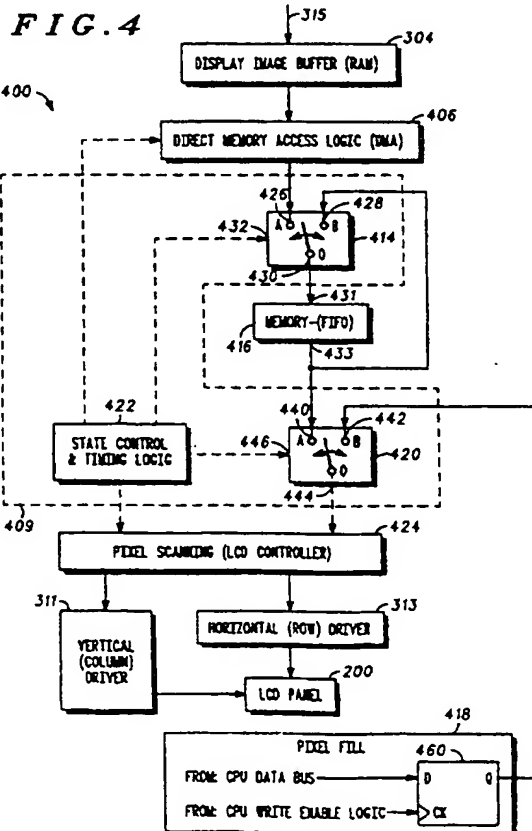 FIG.4
315
304
DISPLAY IMAGE BUFFER (RAM)
400
406
DIRECT MEMORY ACCESS LOGIC (DMA)
426
428
A
B
432
414
O
430
431
MEMORY-(FIFO)
416
433
422
440
442
STATE CONTROL
& TIMING LOGIC
A
B
446
420
O
444
409
424
PIXEL SCANNING (LCD CONTROLLER)
311
313
VERTICAL
(COLUMN)
DRIVER
HORIZONTAL (ROW) DRIVER
200
LCD PANEL
418
PIXEL FILL
460
FROM: CPU DATA BUS
D
Q
FROM: CPU WRITE ENABLE LOGIC
CK